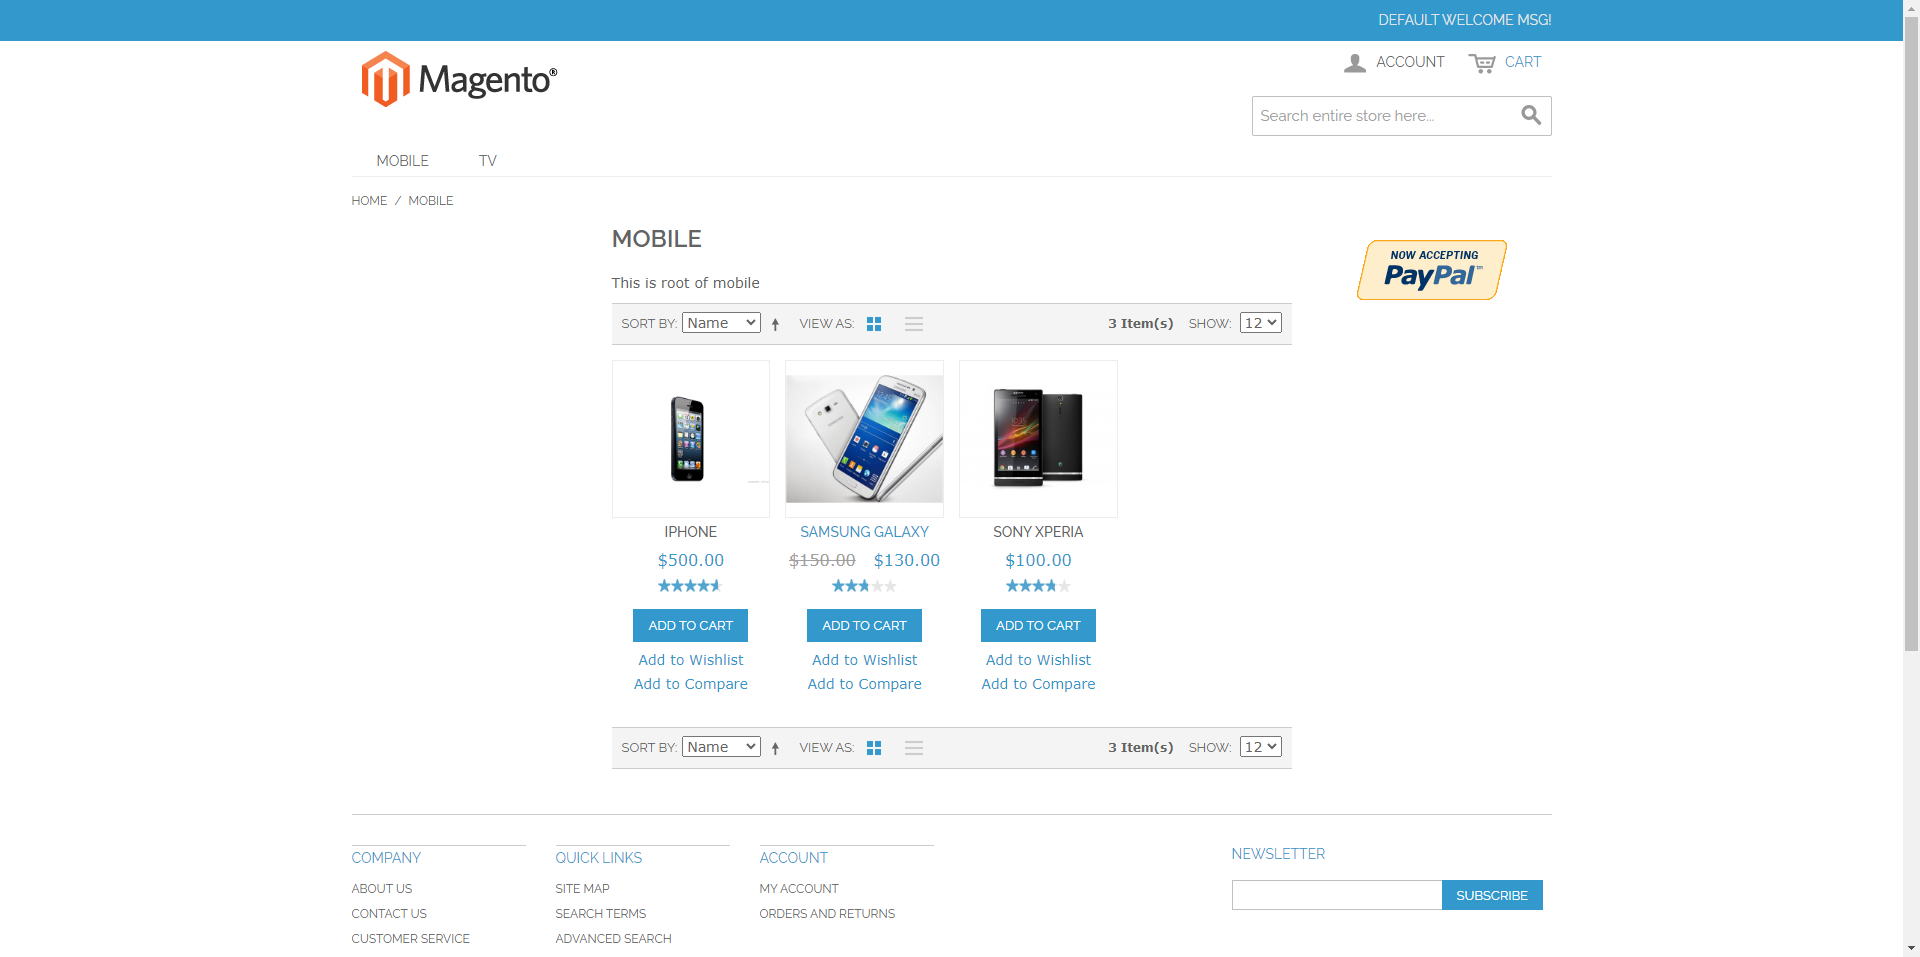 DEFAULT WELCOME MSG!
Magento®
ACCOUNT
CART
Search entire store here...
MOBILE
TV
HOME / MOBILE
MOBILE
NOW ACCEPTING
PayPal™
This is root of mobile
SORT BY: Name VIEW AS: 3 Item(s) SHOW: 12
IPHONE
$500.00
ADD TO CART
Add to Wishlist
Add to Compare
SAMSUNG GALAXY
$150.00 $130.00
ADD TO CART
Add to Wishlist
Add to Compare
SONY XPERIA
$100.00
ADD TO CART
Add to Wishlist
Add to Compare
SORT BY: Name VIEW AS: 3 Item(s) SHOW: 12
COMPANY
ABOUT US
CONTACT US
CUSTOMER SERVICE
QUICK LINKS
SITE MAP
SEARCH TERMS
ADVANCED SEARCH
ACCOUNT
MY ACCOUNT
ORDERS AND RETURNS
NEWSLETTER
SUBSCRIBE